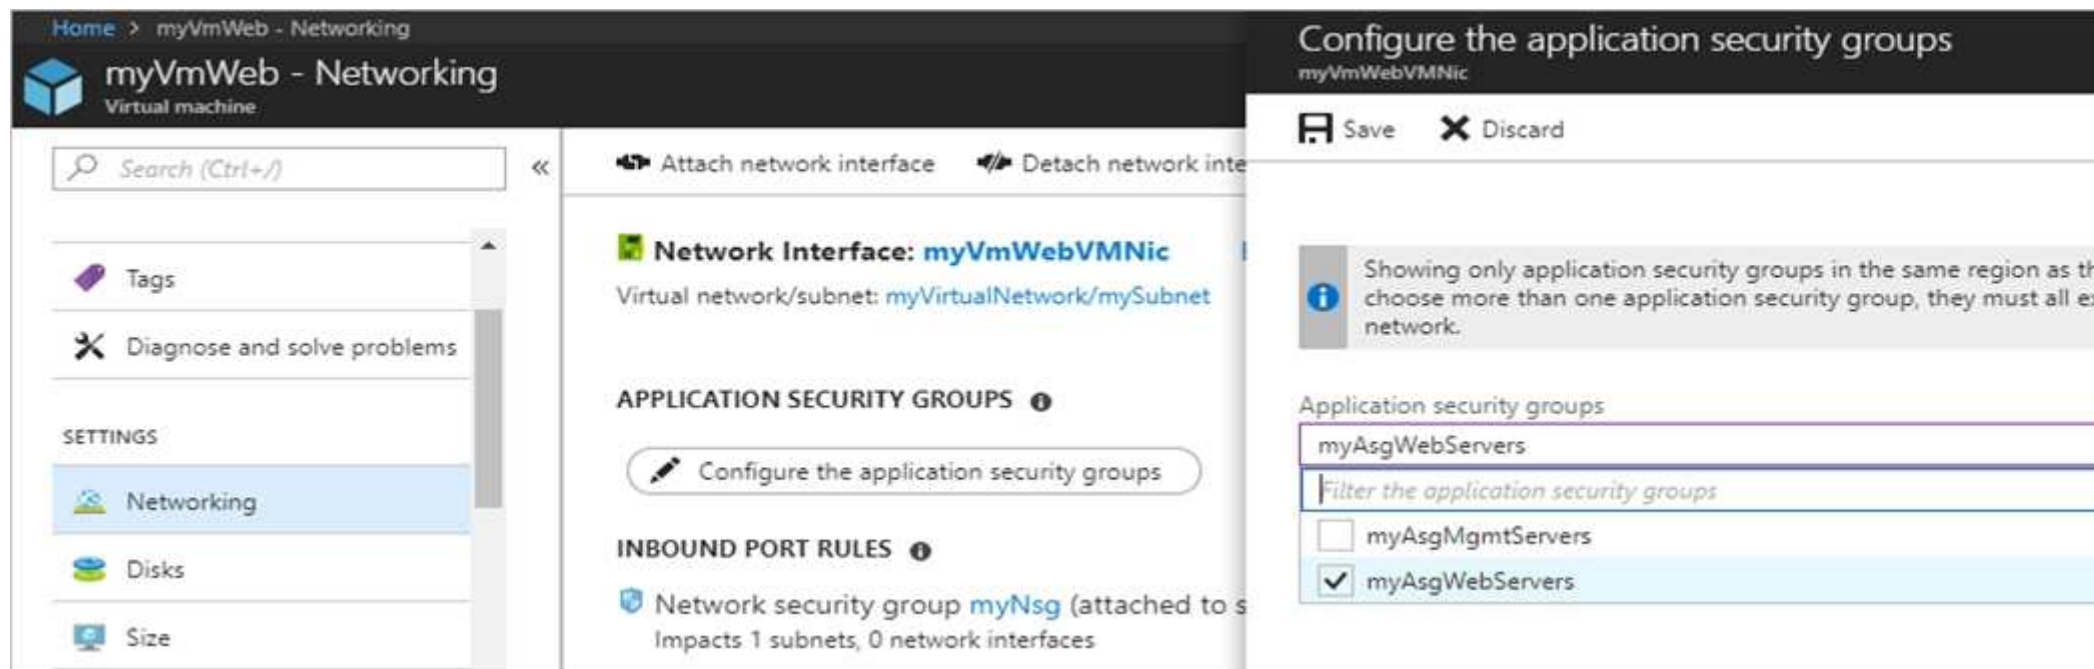 Home > myVmWeb - Networking
myVmWeb - Networking
Virtual machine
Search (Ctrl+/)
«
Tags
Diagnose and solve problems
SETTINGS
Networking
Disks
Size
Attach network interface
Detach network inte
Network Interface: myVmWebVMNic
Virtual network/subnet: myVirtualNetwork/mySubnet
APPLICATION SECURITY GROUPS
Configure the application security groups
INBOUND PORT RULES
Network security group myNsg (attached to s
Impacts 1 subnets, 0 network interfaces
Configure the application security groups
myVmWebVMNic
Save
Discard
Showing only application security groups in the same region as th
choose more than one application security group, they must all ex
network.
Application security groups
myAsgWebServers
Filter the application security groups
myAsgMgmtServers
myAsgWebServers